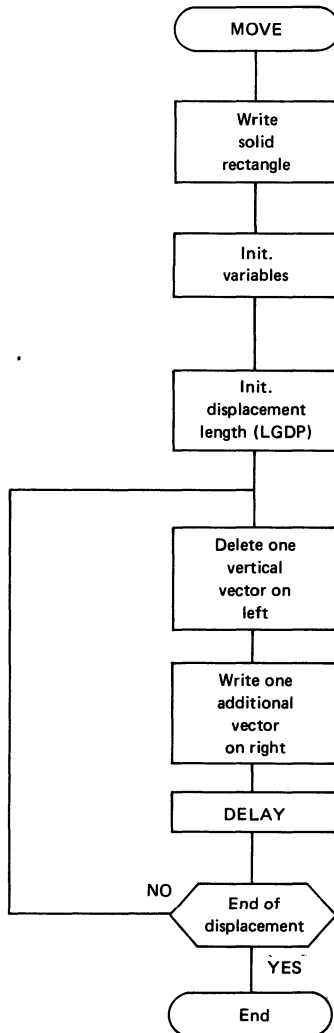 MOVE
Write
solid
rectangle
Init.
variables
Init.
displacement
length (LGDP)
Delete one
vertical
vector on
left
Write one
additional
vector
on right
DELAY
NO
End of
displacement
YES
End